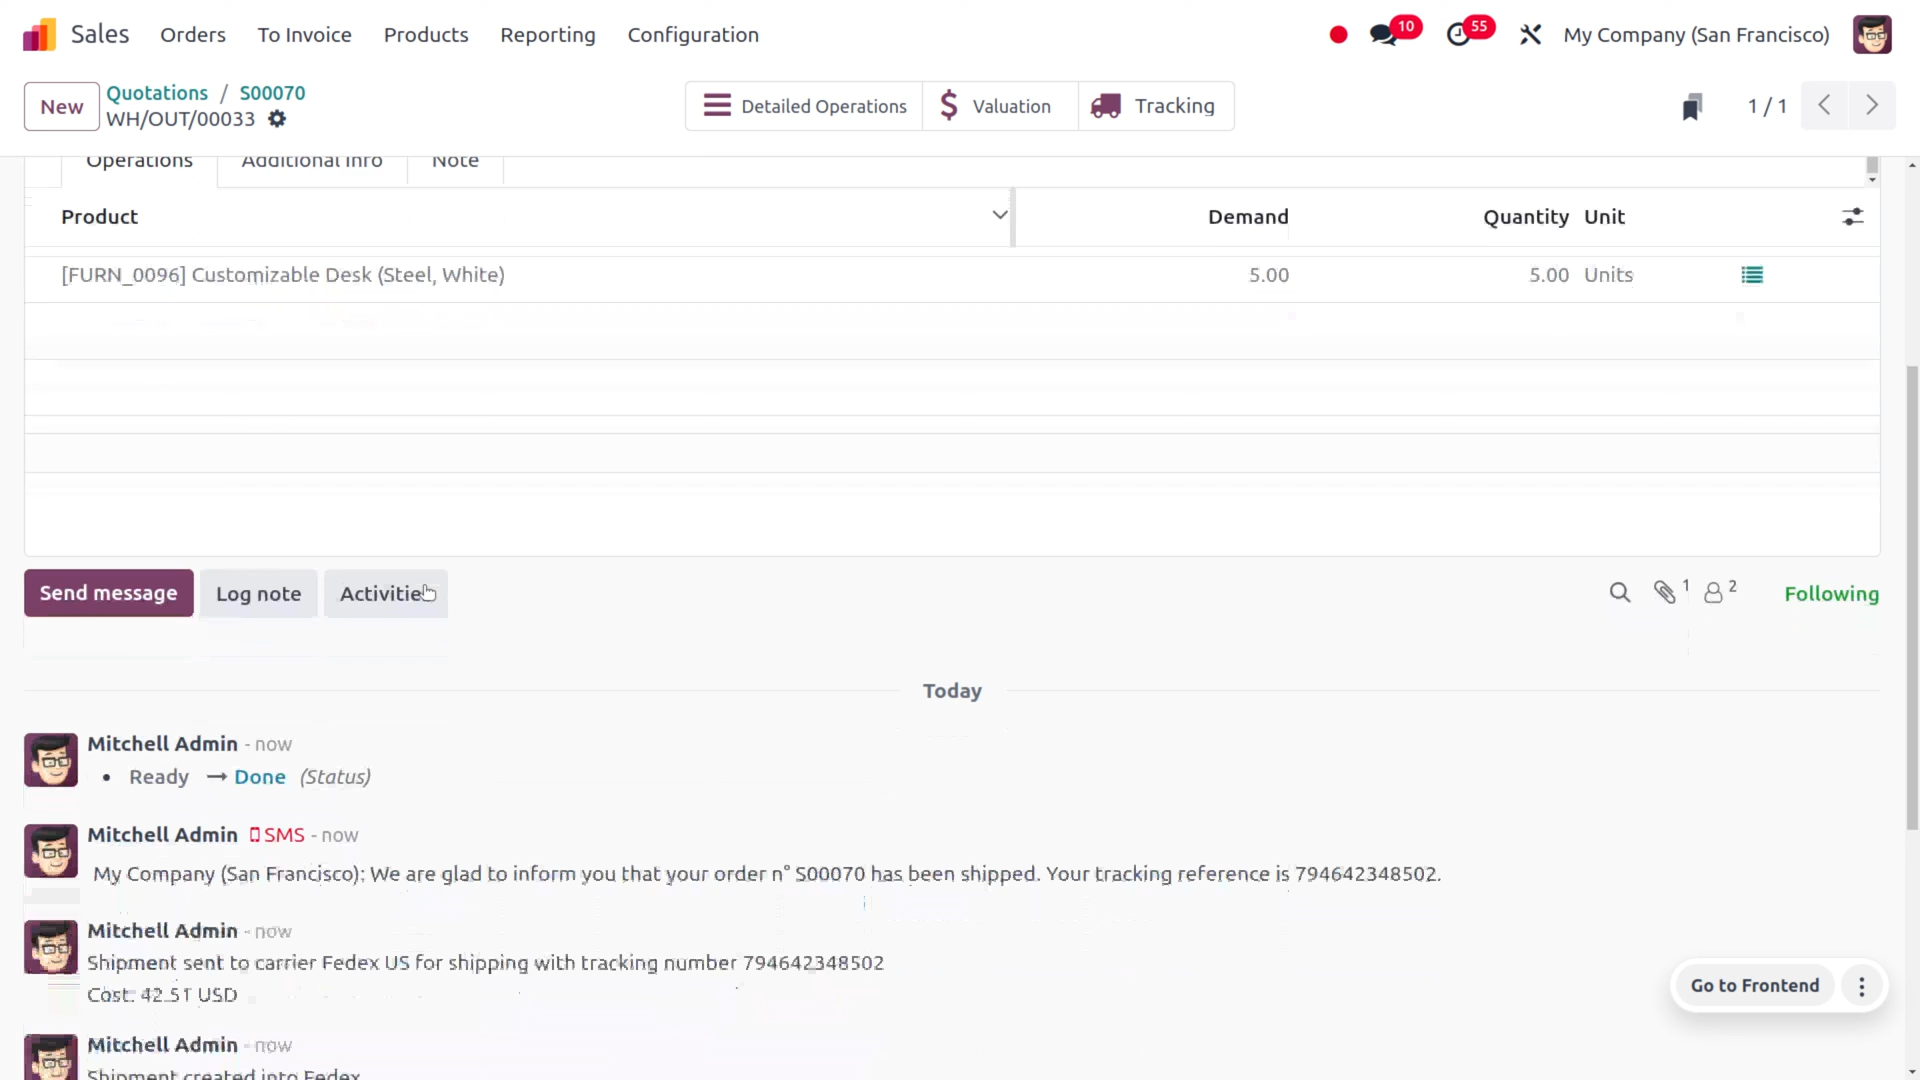 Sales Orders To Invoice Products Reporting Configuration 10 55 My Company (San Francisco)
New Quotations / S00070 Detailed Operations Valuation Tracking 1 / 1
WH/OUT/00033
Operations Additional Info Note
Product Demand Quantity Unit
[FURN_0096] Customizable Desk (Steel, White) 5.00 5.00 Units
Send message Log note Activities 1 2 Following
Today
Mitchell Admin - now
• Ready → Done (Status)
Mitchell Admin SMS - now
My Company (San Francisco): We are glad to inform you that your order n° S00070 has been shipped. Your tracking reference is 794642348502.
Mitchell Admin - now
Shipment sent to carrier Fedex US for shipping with tracking number 794642348502
Cost: 42.51 USD
Go to Frontend
Mitchell Admin - now
Shipment created into Fedex